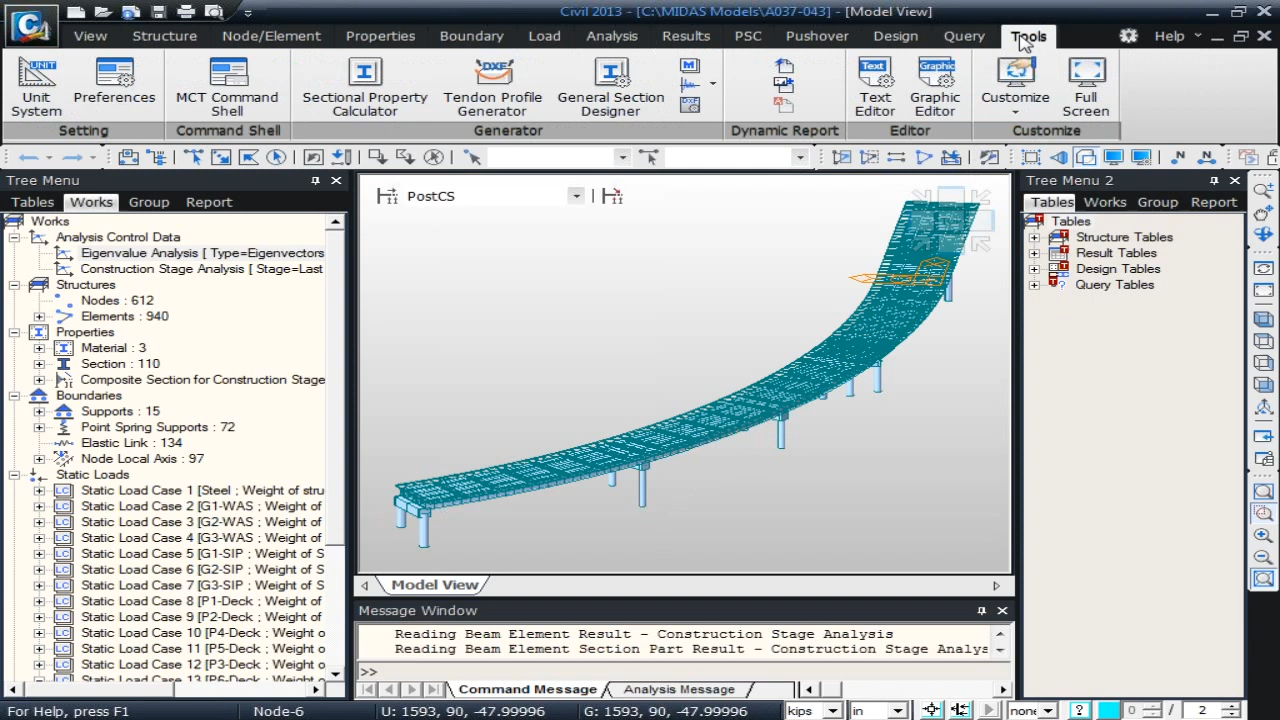 Civil 2013 - [C:\MIDAS Models\A037-043] - [Model View]
View Structure Node/Element Properties Boundary Load Analysis Results PSC Pushover Design Query Tools Help
Unit System
Preferences
MCT Command Shell
Sectional Property Calculator
Tendon Profile Generator
General Section Designer
Text Editor
Graphic Editor
Customize
Full Screen
Setting Command Shell Generator Dynamic Report Editor Customize
Tree Menu
Tables Works Group Report
Works
Analysis Control Data
Eigenvalue Analysis [ Type=Eigenvectors
Construction Stage Analysis [ Stage=Last
Structures
Nodes : 612
Elements : 940
Properties
Material : 3
Section : 110
Composite Section for Construction Stage
Boundaries
Supports : 15
Point Spring Supports : 72
Elastic Link : 134
Node Local Axis : 97
Static Loads
Static Load Case 1 [Steel ; Weight of stru
Static Load Case 2 [G1-WAS ; Weight of
Static Load Case 3 [G2-WAS ; Weight of
Static Load Case 4 [G3-WAS ; Weight of
Static Load Case 5 [G1-SIP ; Weight of S
Static Load Case 6 [G2-SIP ; Weight of S
Static Load Case 7 [G3-SIP ; Weight of S
Static Load Case 8 [P1-Deck ; Weight of
Static Load Case 9 [P2-Deck ; Weight of
Static Load Case 10 [P4-Deck ; Weight o
Static Load Case 11 [P5-Deck ; Weight o
Static Load Case 12 [P3-Deck ; Weight o
Static Load Case 13 [P6-Deck ; Weight o
PostCS
Model View
Message Window
Reading Beam Element Result - Construction Stage Analysis
Reading Beam Element Section Part Result - Construction Stage Analys
>>
Command Message Analysis Message
Tree Menu 2
Tables Works Group Report
Tables
Structure Tables
Result Tables
Design Tables
Query Tables
For Help, press F1 Node-6 U: 1593, 90, -47.99996 G: 1593, 90, -47.99996 kips in none 0 / 2